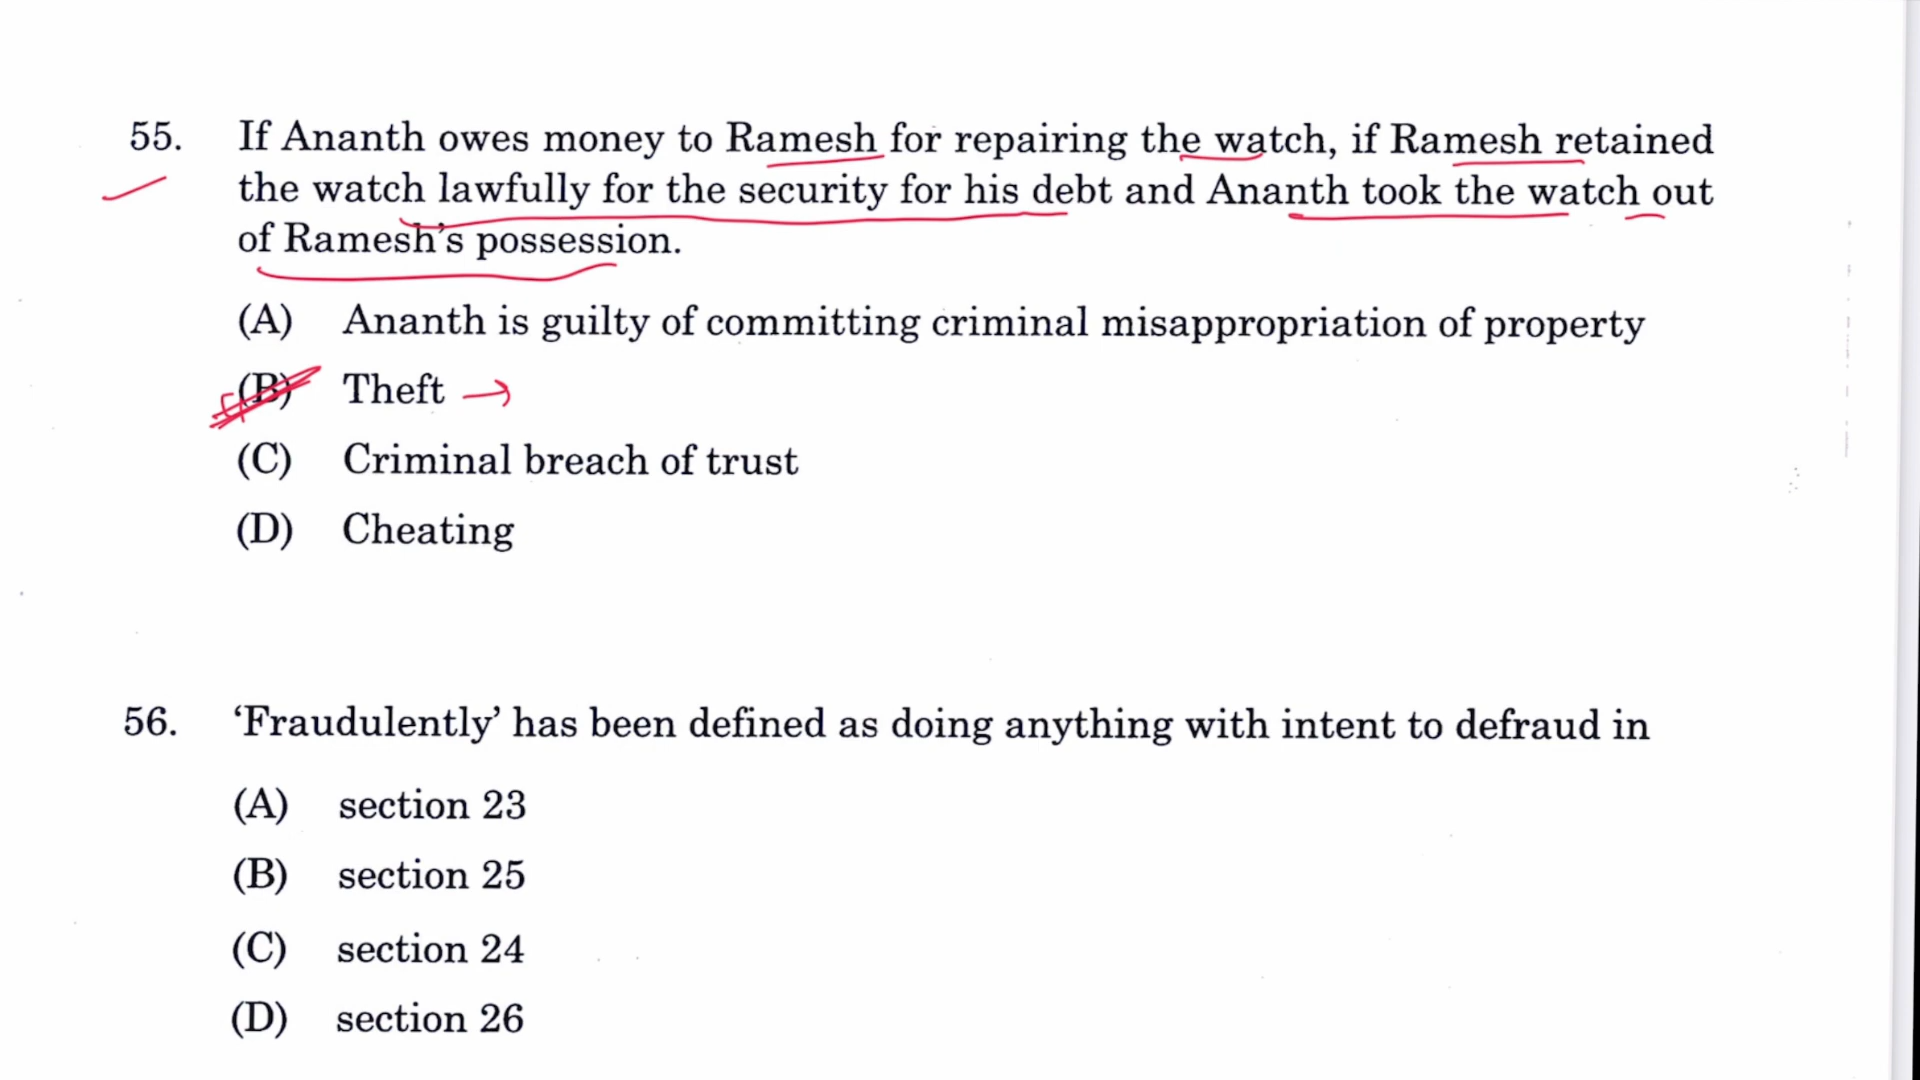 55. If Ananth owes money to Ramesh for repairing the watch, if Ramesh retained
the watch lawfully for the security for his debt and Ananth took the watch out
of Ramesh’s possession.
(A) Ananth is guilty of committing criminal misappropriation of property
(B) Theft →
(C) Criminal breach of trust
(D) Cheating
56. ‘Fraudulently’ has been defined as doing anything with intent to defraud in
(A) section 23
(B) section 25
(C) section 24
(D) section 26